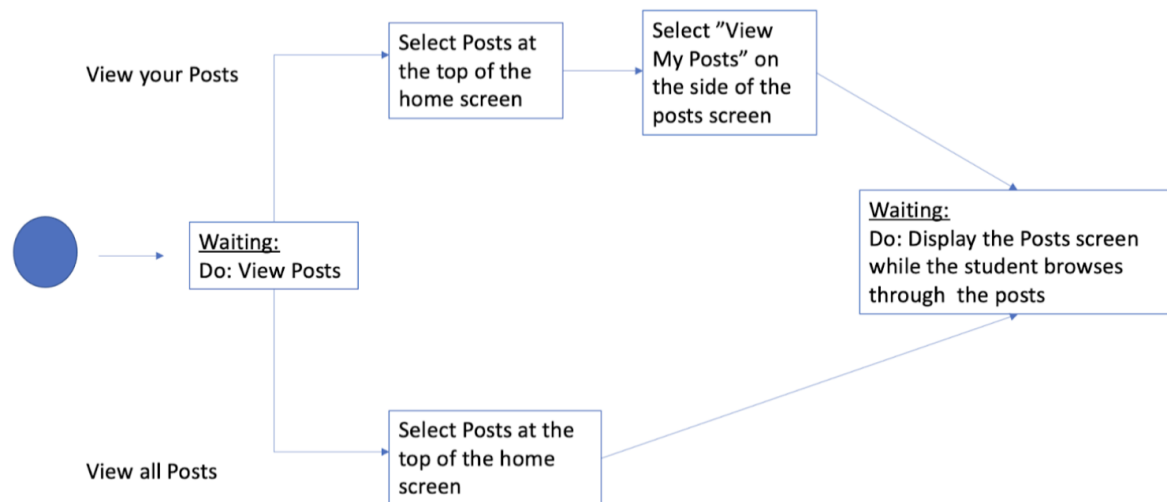 View your Posts
Select Posts at
the top of the
home screen
Select ”View
My Posts” on
the side of the
posts screen
Waiting:
Do: View Posts
Waiting:
Do: Display the Posts screen
while the student browses
through the posts
View all Posts
Select Posts at the
top of the home
screen